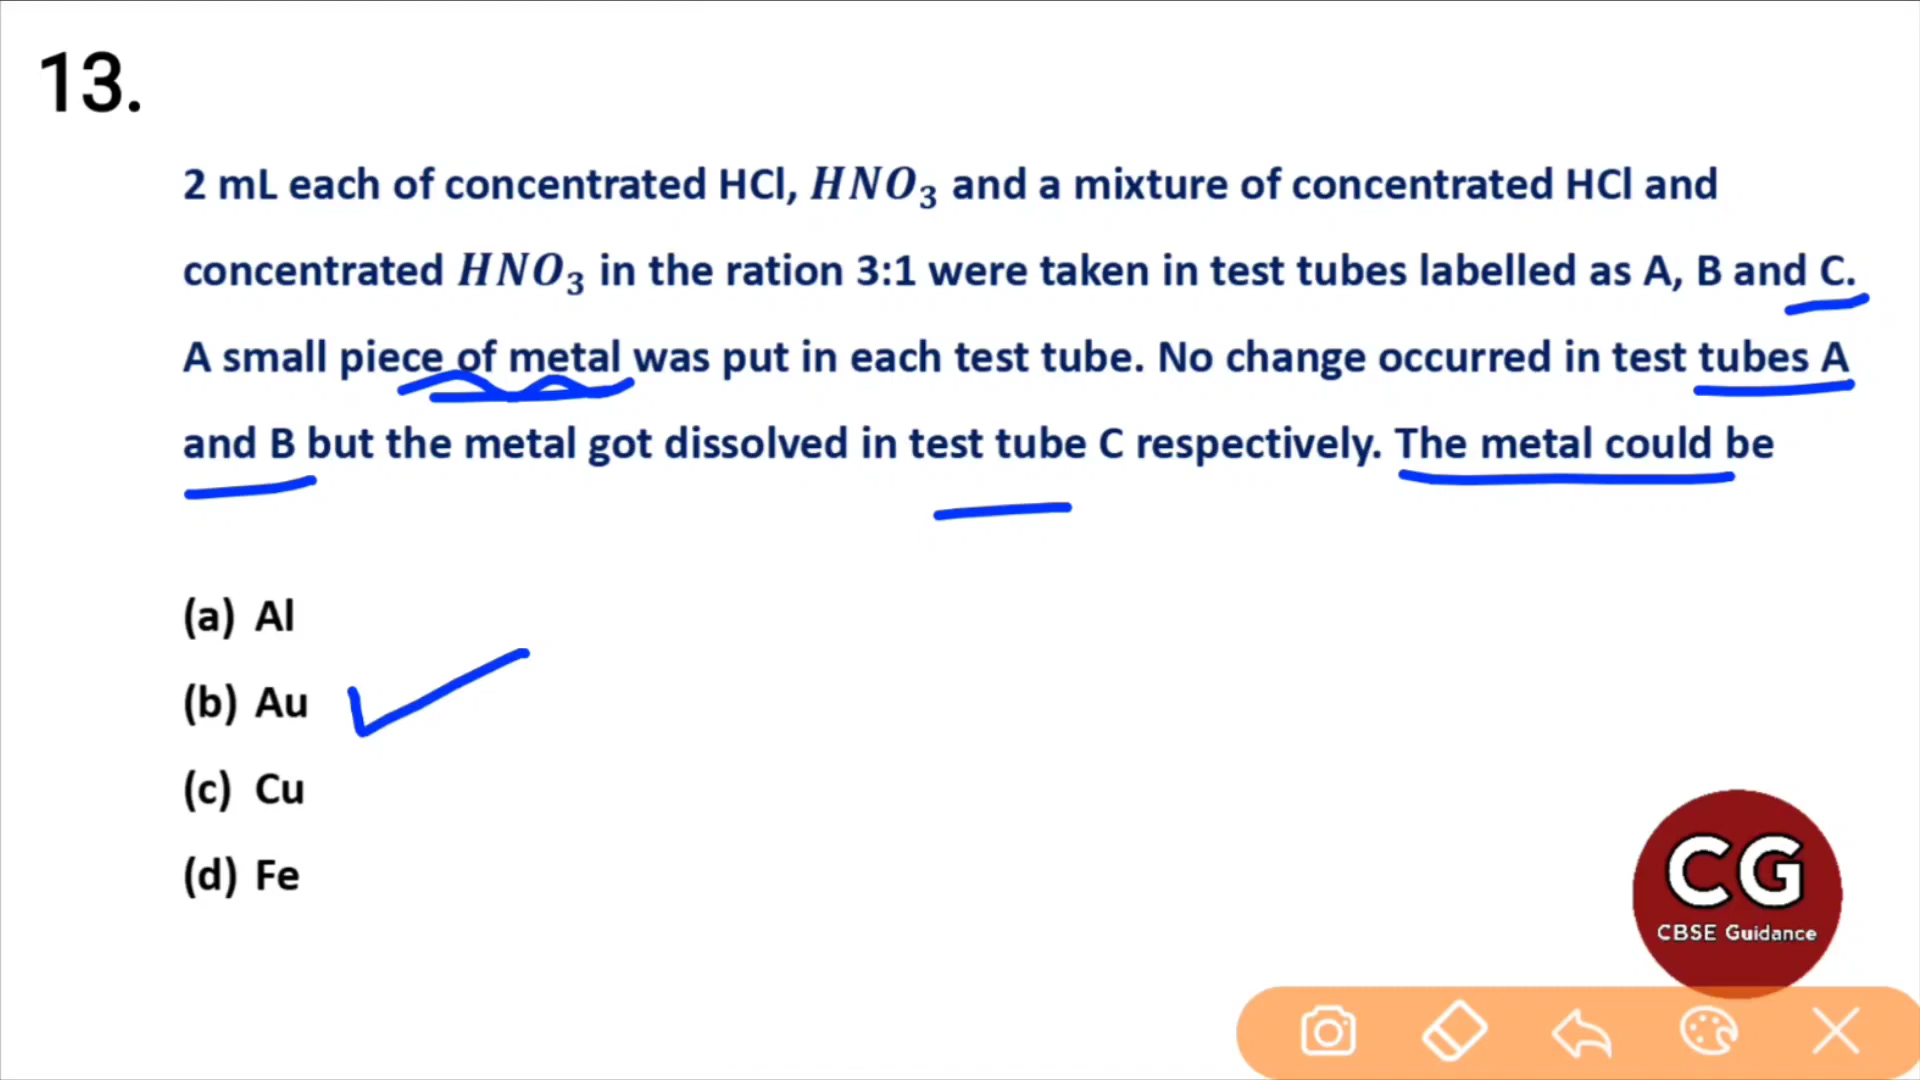 13.
2 mL each of concentrated HCl, HNO₃ and a mixture of concentrated HCl and
concentrated HNO₃ in the ration 3:1 were taken in test tubes labelled as A, B and C.
A small piece of metal was put in each test tube. No change occurred in test tubes A
and B but the metal got dissolved in test tube C respectively. The metal could be
(a) Al
(b) Au
(c) Cu
(d) Fe
CG
CBSE Guidance